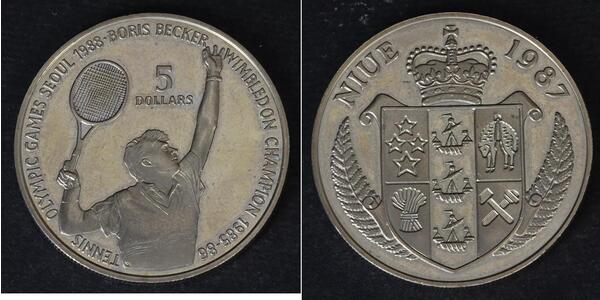 TENNIS OLYMPIC GAMES SEOUL 1988·BORIS BECKER WIMBLEDON CHAMPION 1985-86
5
DOLLARS
NIUE 1987